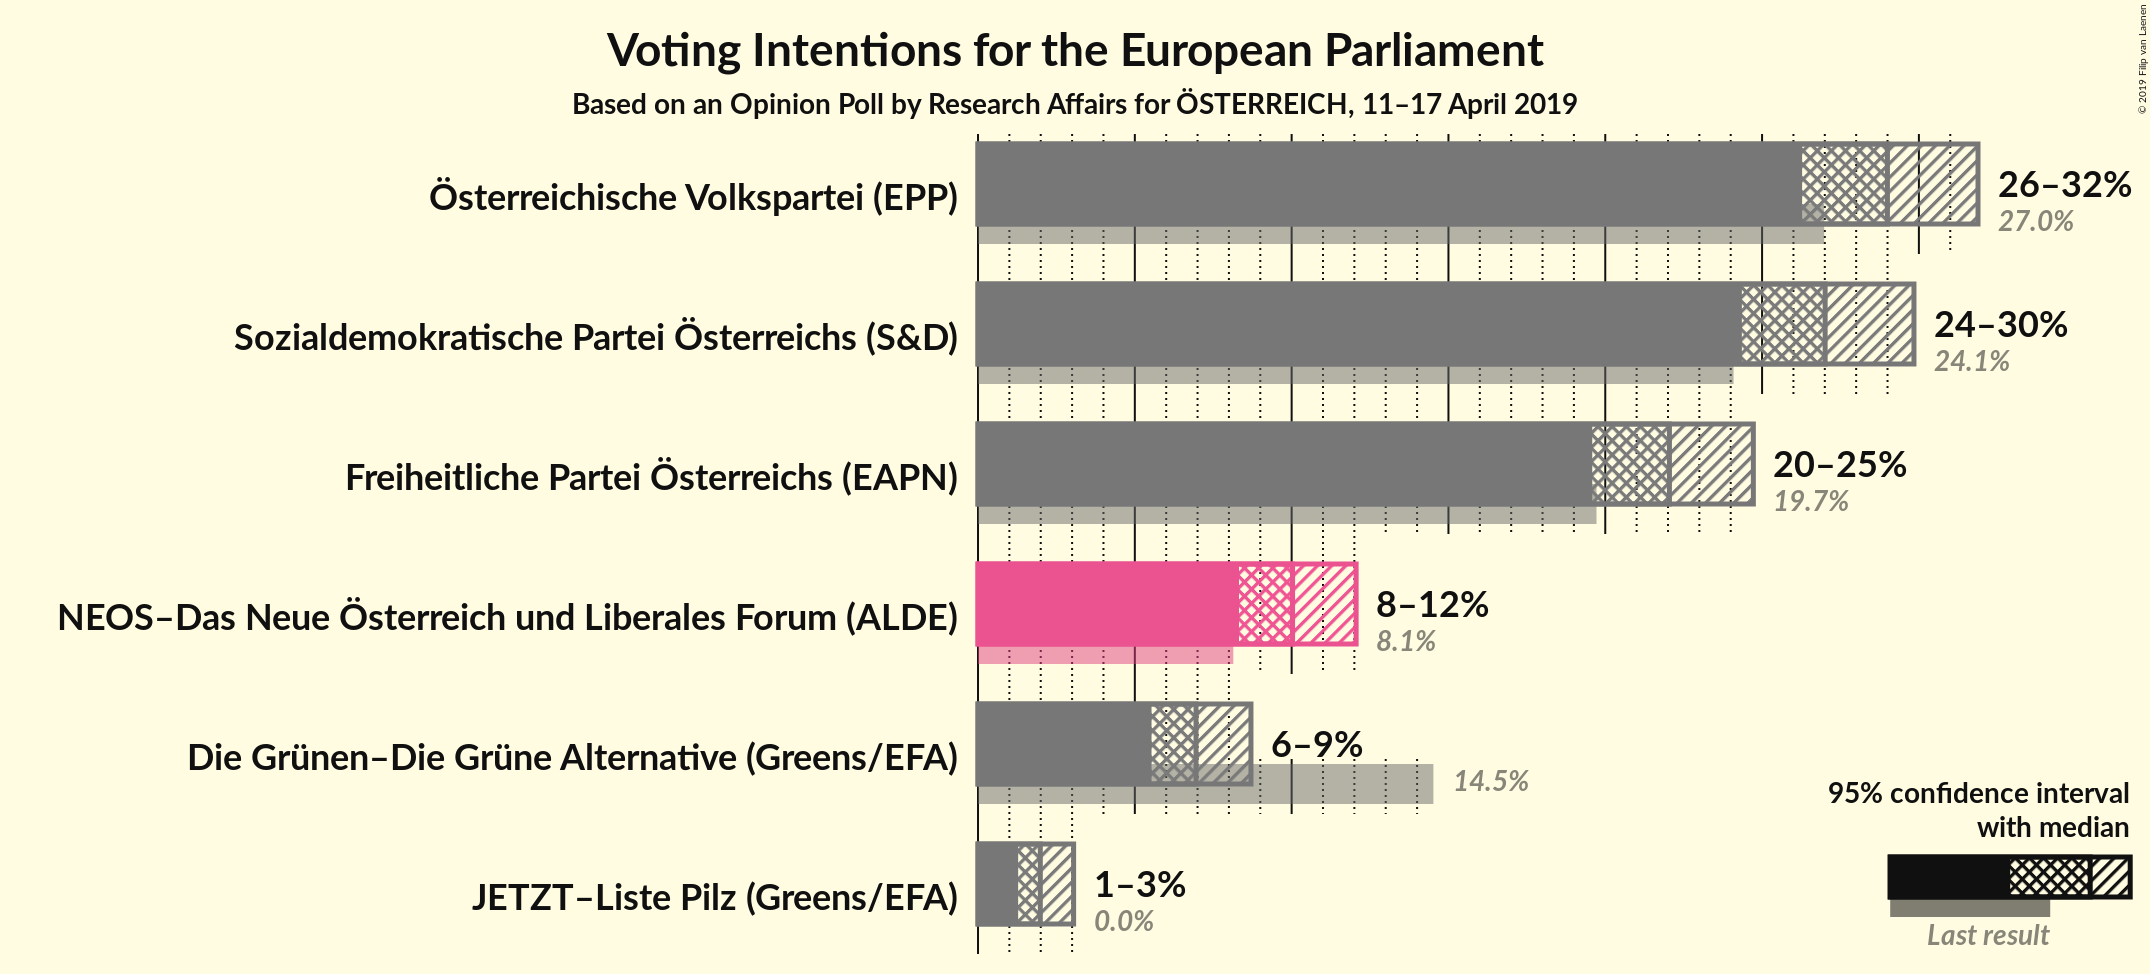 Voting Intentions for the European Parliament
Based on an Opinion Poll by Research Affairs for ÖSTERREICH, 11–17 April 2019
© 2019 Filip van Laenen
Österreichische Volkspartei (EPP)
26–32%
27.0%
Sozialdemokratische Partei Österreichs (S&D)
24–30%
24.1%
Freiheitliche Partei Österreichs (EAPN)
20–25%
19.7%
NEOS–Das Neue Österreich und Liberales Forum (ALDE)
8–12%
8.1%
Die Grünen–Die Grüne Alternative (Greens/EFA)
6–9%
14.5%
JETZT–Liste Pilz (Greens/EFA)
1–3%
0.0%
95% confidence interval
with median
Last result